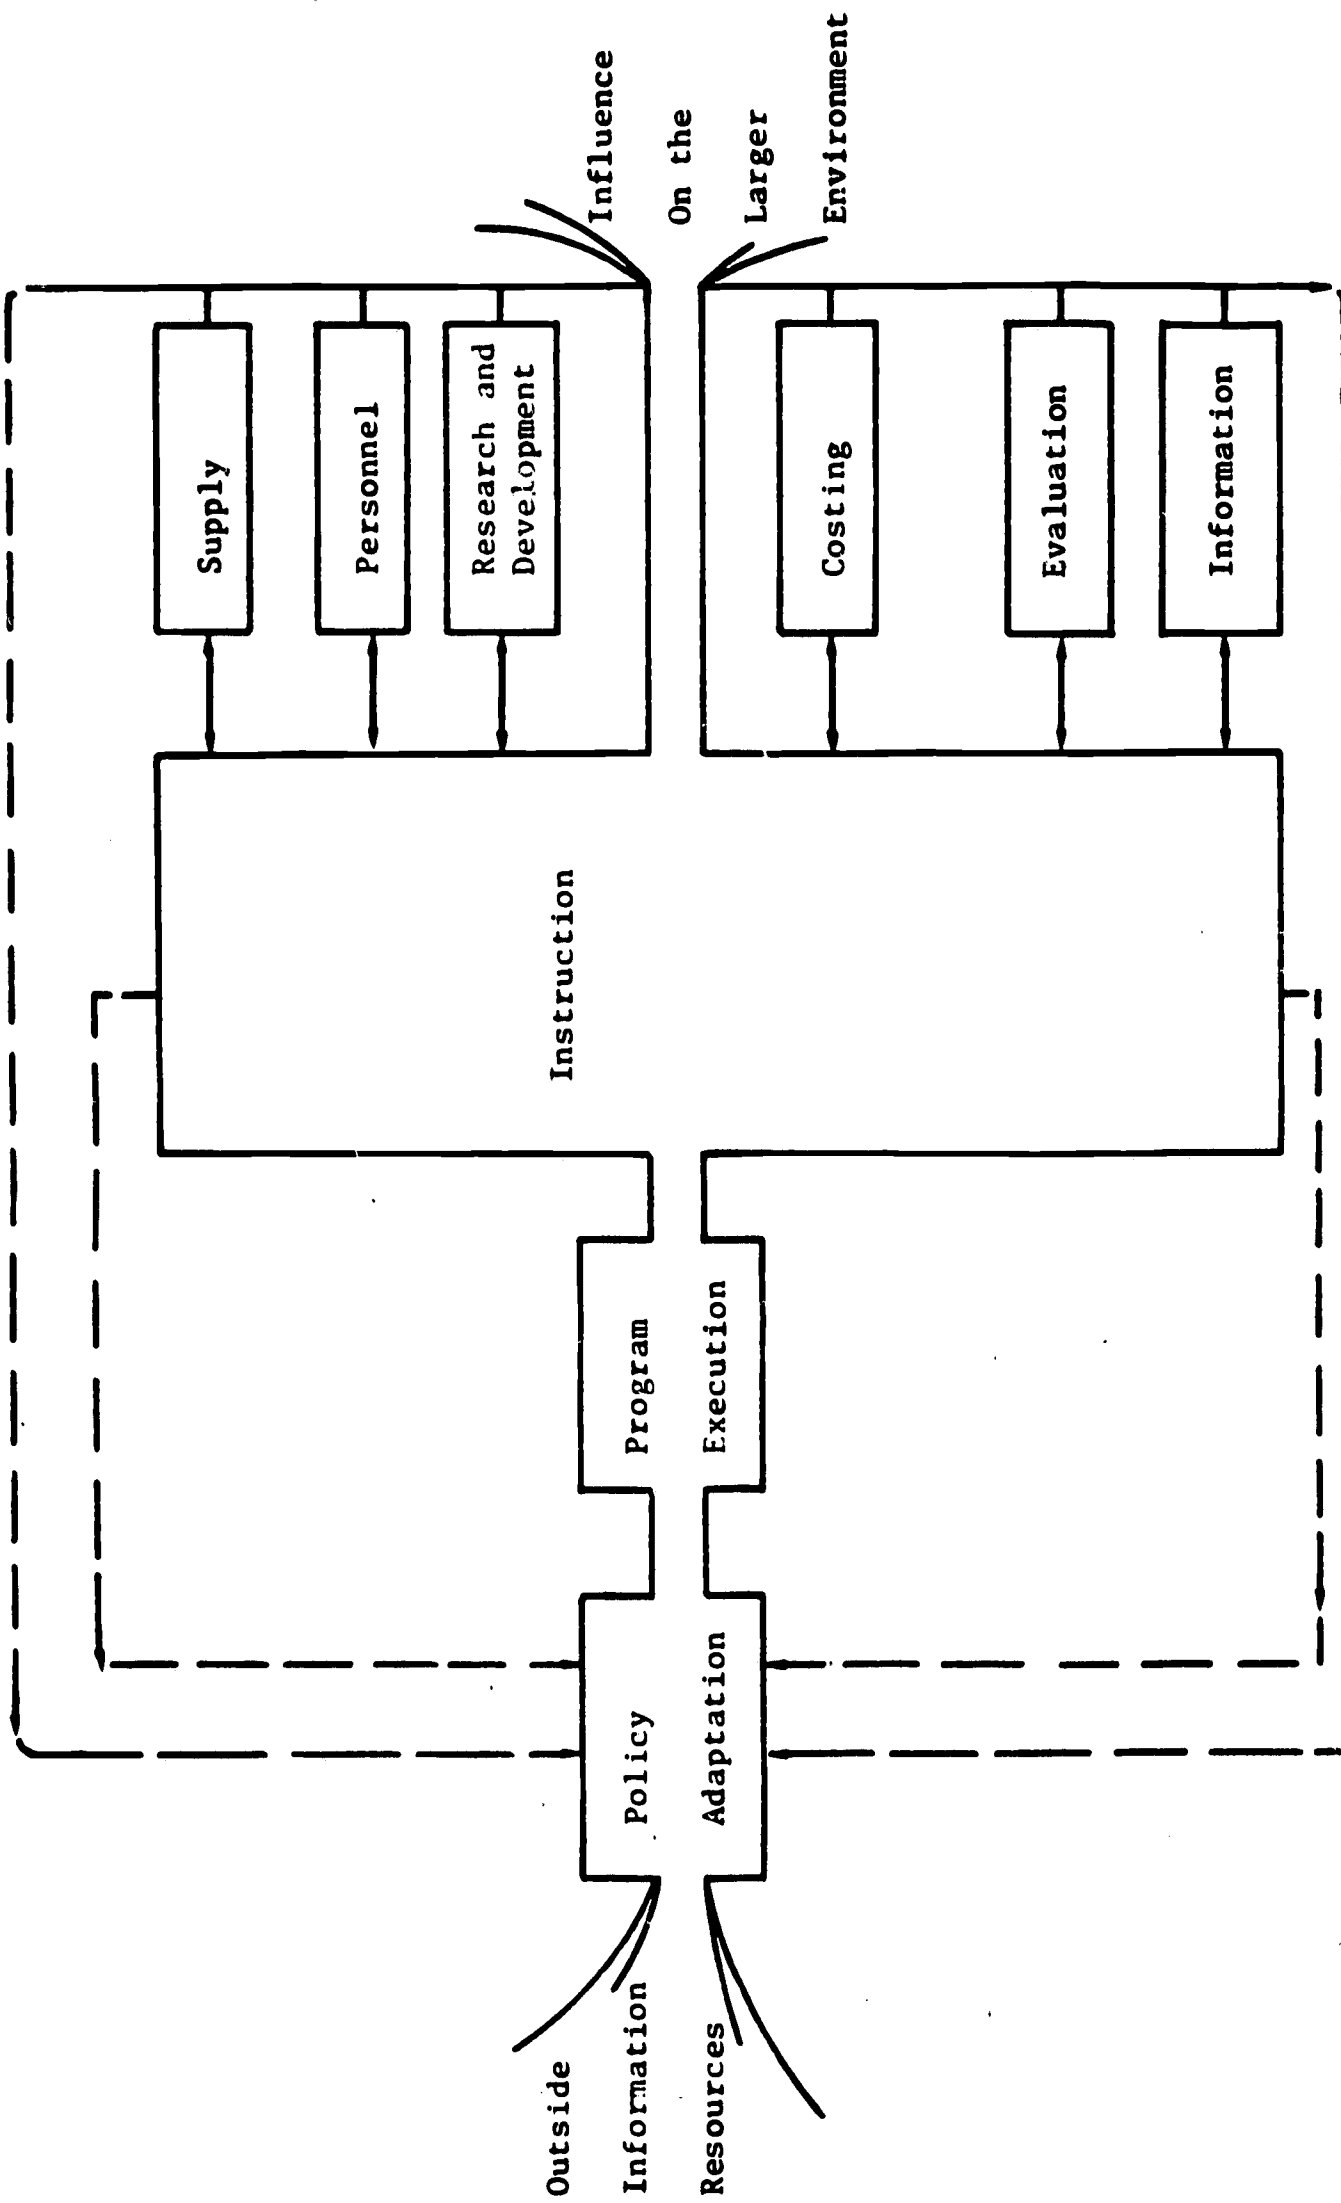 Outside
Information
Resources
Policy
Adaptation
Program
Execution
Instruction
Supply
Personnel
Research and
Development
Costing
Evaluation
Information
Influence
On the
Larger
Environment